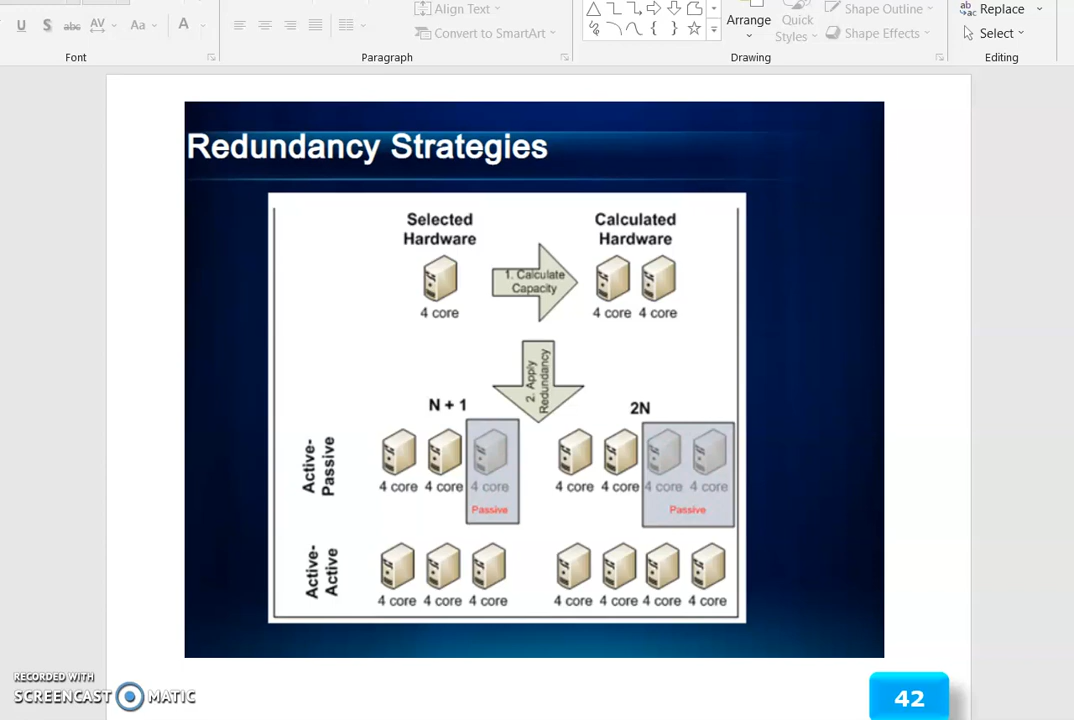 Align Text
Shape Outline
Replace
abc
AV
Aa
A
Convert to SmartArt
Arrange
Quick
Styles
Shape Effects
Select
Font
Paragraph
Drawing
Editing
Redundancy Strategies
Selected
Hardware
Calculated
Hardware
1. Calculate
Capacity
4 core
4 core 4 core
2. Apply
Redundancy
N + 1
2N
Active-
Passive
4 core 4 core 4 core
Passive
4 core 4 core 4 core 4 core
Passive
Active-
Active
4 core 4 core 4 core
4 core 4 core 4 core 4 core
RECORDED WITH
SCREENCAST MATIC
42